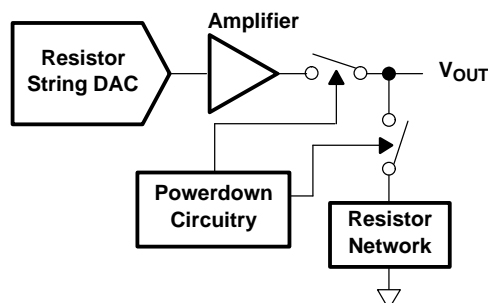 Amplifier
Resistor
String DAC
VOUT
Powerdown
Circuitry
Resistor
Network